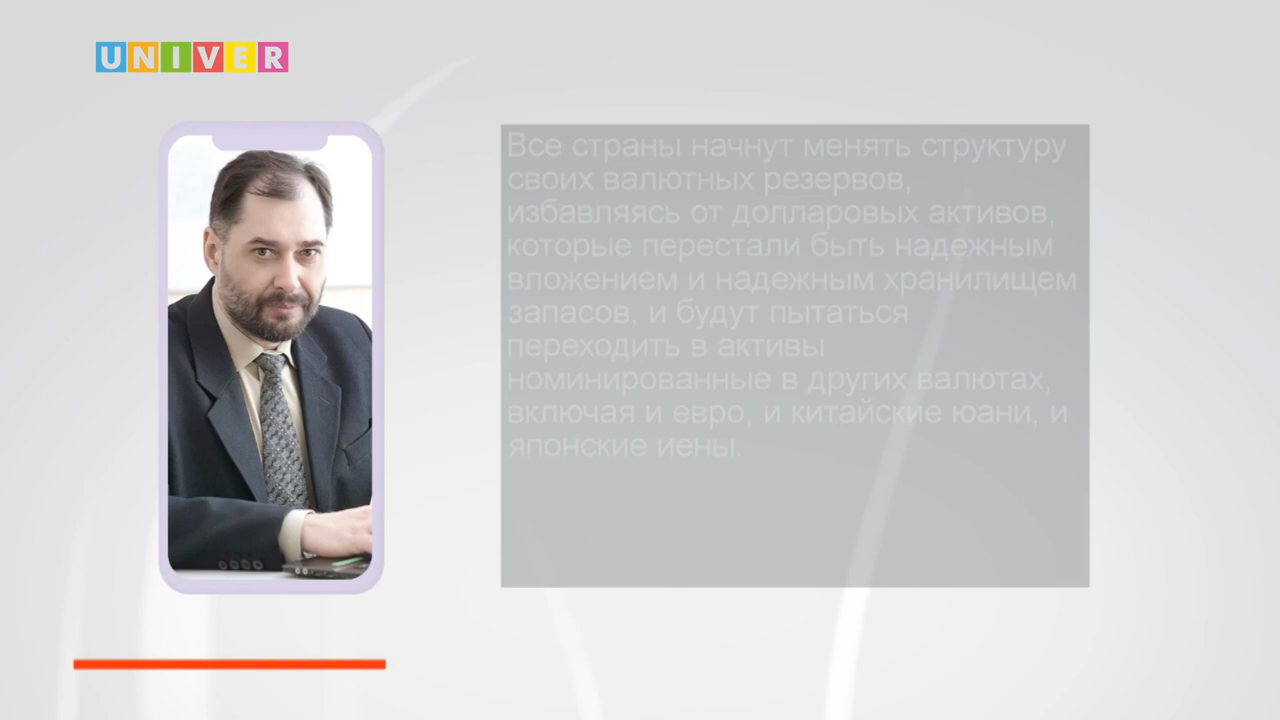 UNIVER
Все страны начнут менять структуру
своих валютных резервов,
избавляясь от долларовых активов,
которые перестали быть надежным
вложением и надежным хранилищем
запасов, и будут пытаться
переходить в активы
номинированные в других валютах,
включая и евро, и китайские юани, и
японские иены.